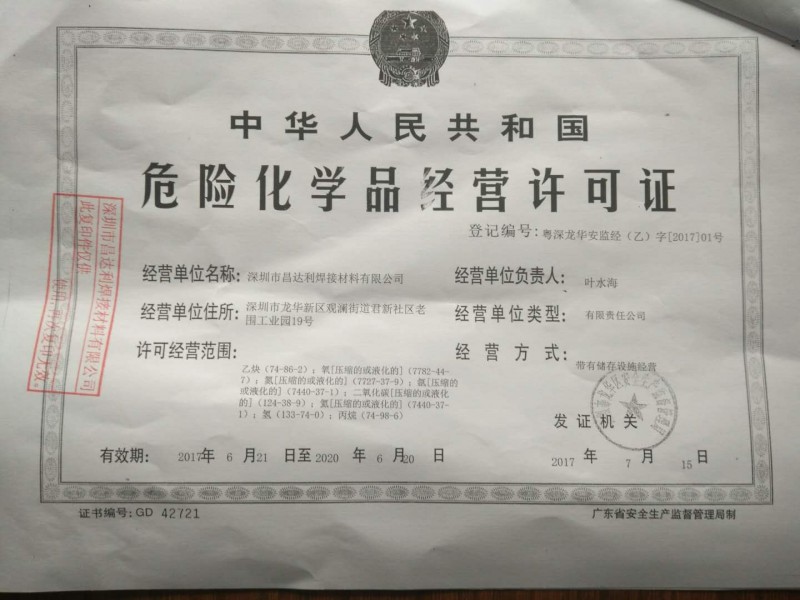 中华人民共和国
危险化学品经营许可证
登记编号：粤深龙华安监经（乙）字[2017]01号
经营单位名称：深圳市昌达利焊接材料有限公司
经营单位负责人：叶水海
经营单位住所：深圳市龙华新区观澜街道君新社区老
围工业园19号
经营单位类型：有限责任公司
许可经营范围：
经营方式：带有储存设施经营
乙炔（74-86-2）；氧[压缩的或液化的]（7782-44-
7）；氮[压缩的或液化的]（7727-37-9）；氩[压缩的
或液化的]（7440-37-1）；二氧化碳[压缩的或液化
的]（124-38-9）；氩[压缩的或液化的]（7440-37-
1）；氢（133-74-0）；丙烷（74-98-6）
发证机关
有效期：2017年6月21日至2020年6月20日
2017年7月15日
证书编号：GD 42721
广东省安全生产监督管理局制
深圳市昌达利焊接材料有限公司
此复印件仅供
使用，再次复印无效。